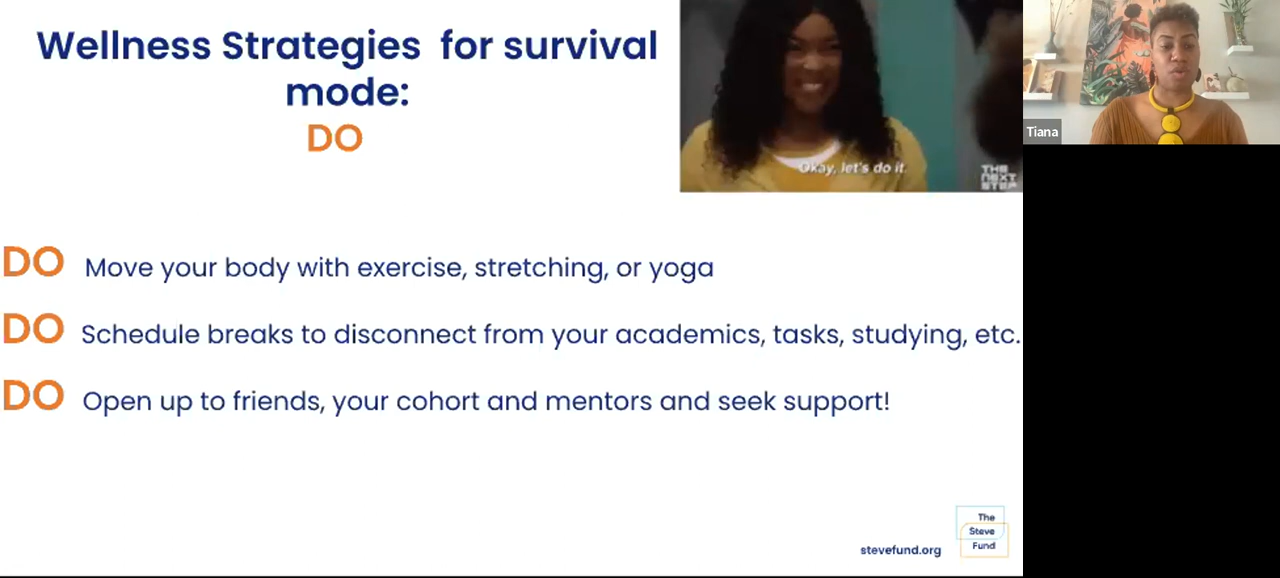 Wellness Strategies for survival
mode:
DO
Okay, let's do it.
THE
NEXT
STEP
Tiana
DO Move your body with exercise, stretching, or yoga
DO Schedule breaks to disconnect from your academics, tasks, studying, etc.
DO Open up to friends, your cohort and mentors and seek support!
stevefund.org
The
Steve
Fund